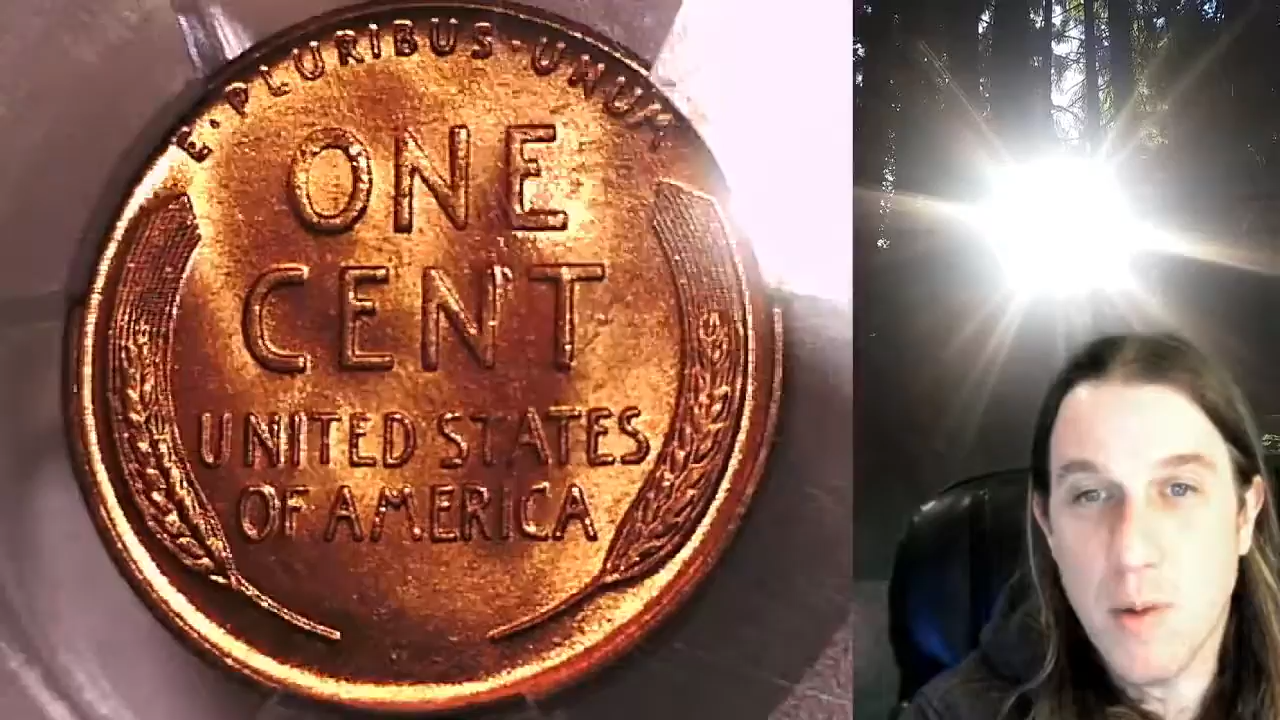 E·PLURIBUS·UNUM
ONE
CENT
UNITED STATES
OF AMERICA